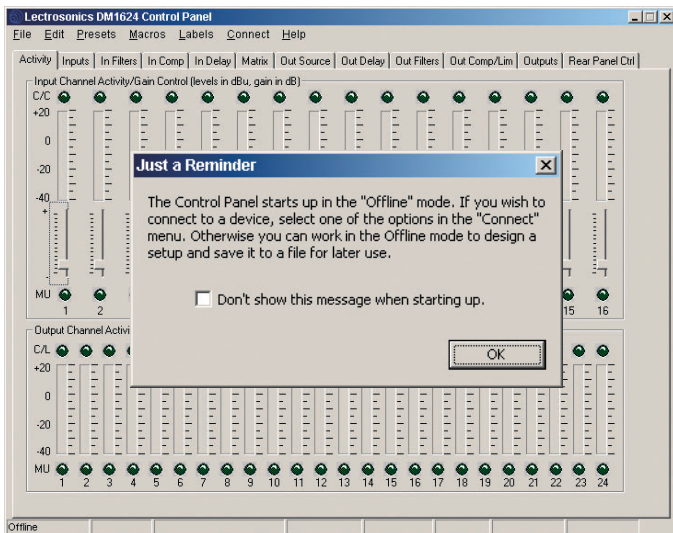 Lectrosonics DM1624 Control Panel
File Edit Presets Macros Labels Connect Help
Activity Inputs In Filters In Comp In Delay Matrix Out Source Out Delay Out Filters Out Comp/Lim Outputs Rear Panel Ctrl
Input Channel Activity/Gain Control (levels in dBu, gain in dB)
C/C
+20
0
-20
-40
+
-
MU
1 2 15 16
Just a Reminder
The Control Panel starts up in the "Offline" mode. If you wish to
connect to a device, select one of the options in the "Connect"
menu. Otherwise you can work in the Offline mode to design a
setup and save it to a file for later use.
Don't show this message when starting up.
OK
Output Channel Activi
C/L
+20
0
-20
-40
MU
1 2 3 4 5 6 7 8 9 10 11 12 13 14 15 16 17 18 19 20 21 22 23 24
Offline